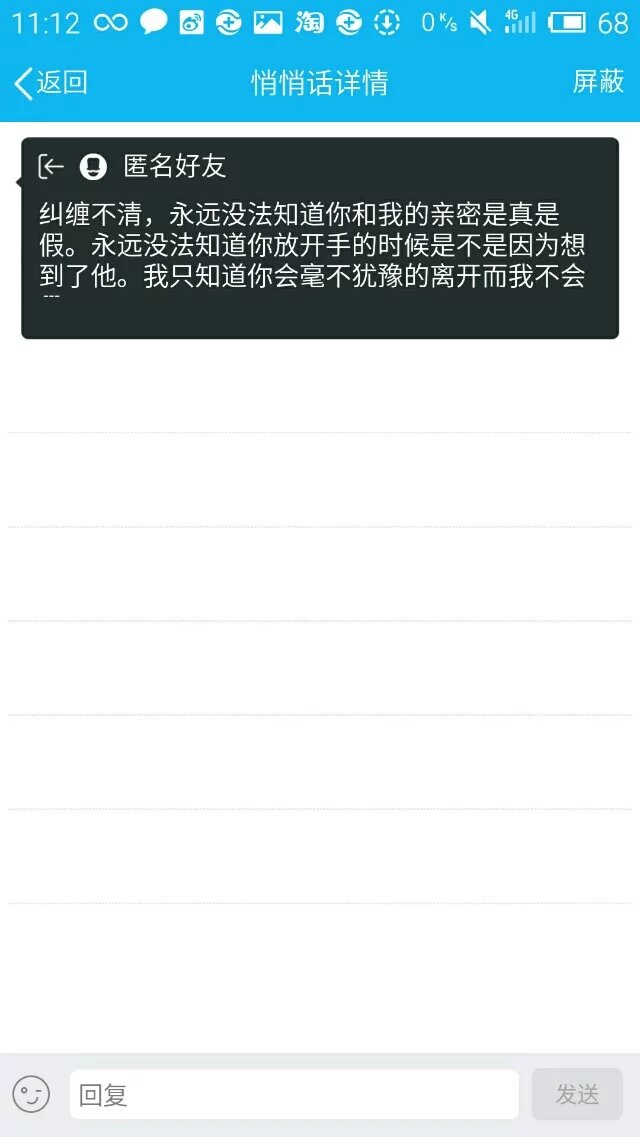 11:12 淘 0 K/s 4G 68
返回 悄悄话详情 屏蔽
匿名好友
纠缠不清，永远没法知道你和我的亲密是真是
假。永远没法知道你放开手的时候是不是因为想
到了他。我只知道你会毫不犹豫的离开而我不会
...
回复 发送